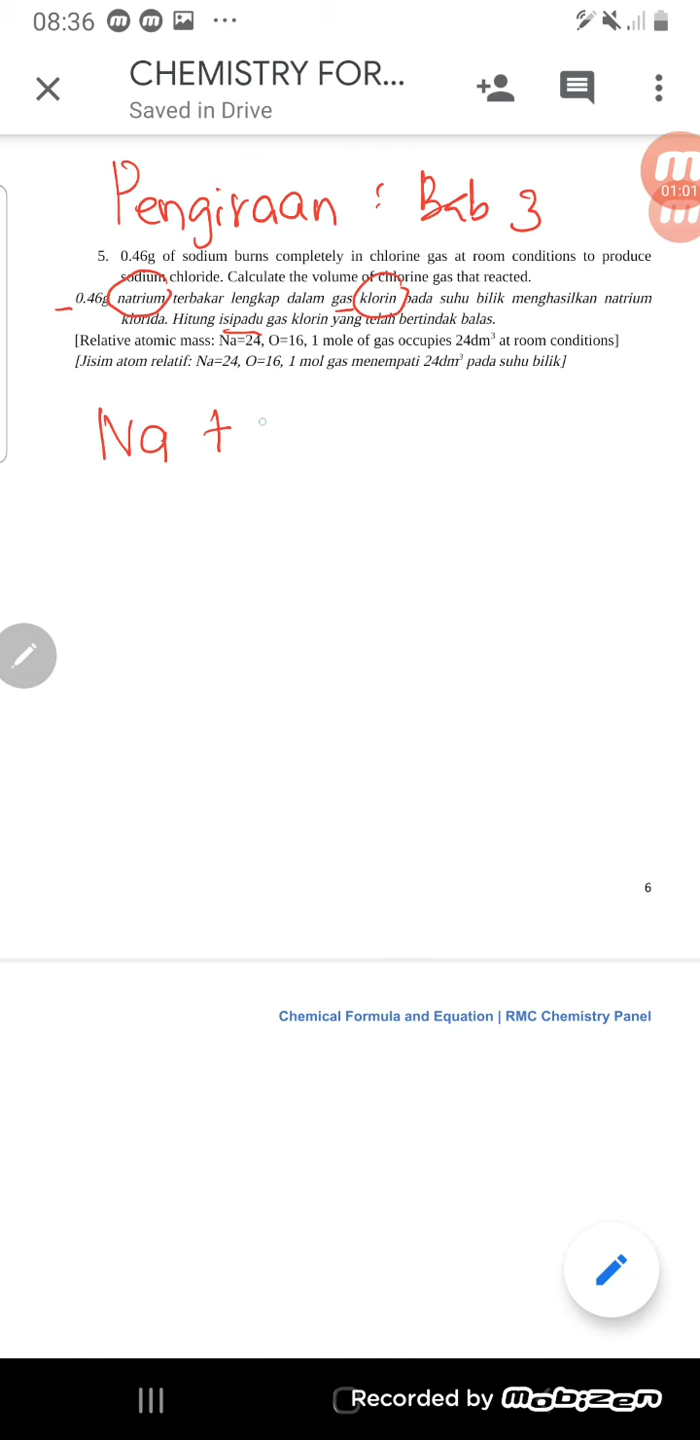 08:36
CHEMISTRY FOR...
Saved in Drive
01:01
Pengiraan : Bab 3
5. 0.46g of sodium burns completely in chlorine gas at room conditions to produce
sodium chloride. Calculate the volume of chlorine gas that reacted.
0.46g natrium terbakar lengkap dalam gas klorin pada suhu bilik menghasilkan natrium
klorida. Hitung isipadu gas klorin yang telah bertindak balas.
[Relative atomic mass: Na=24, O=16, 1 mole of gas occupies 24dm³ at room conditions]
[Jisim atom relatif: Na=24, O=16, 1 mol gas menempati 24dm³ pada suhu bilik]
Na +
6
Chemical Formula and Equation | RMC Chemistry Panel
Recorded by mobizen